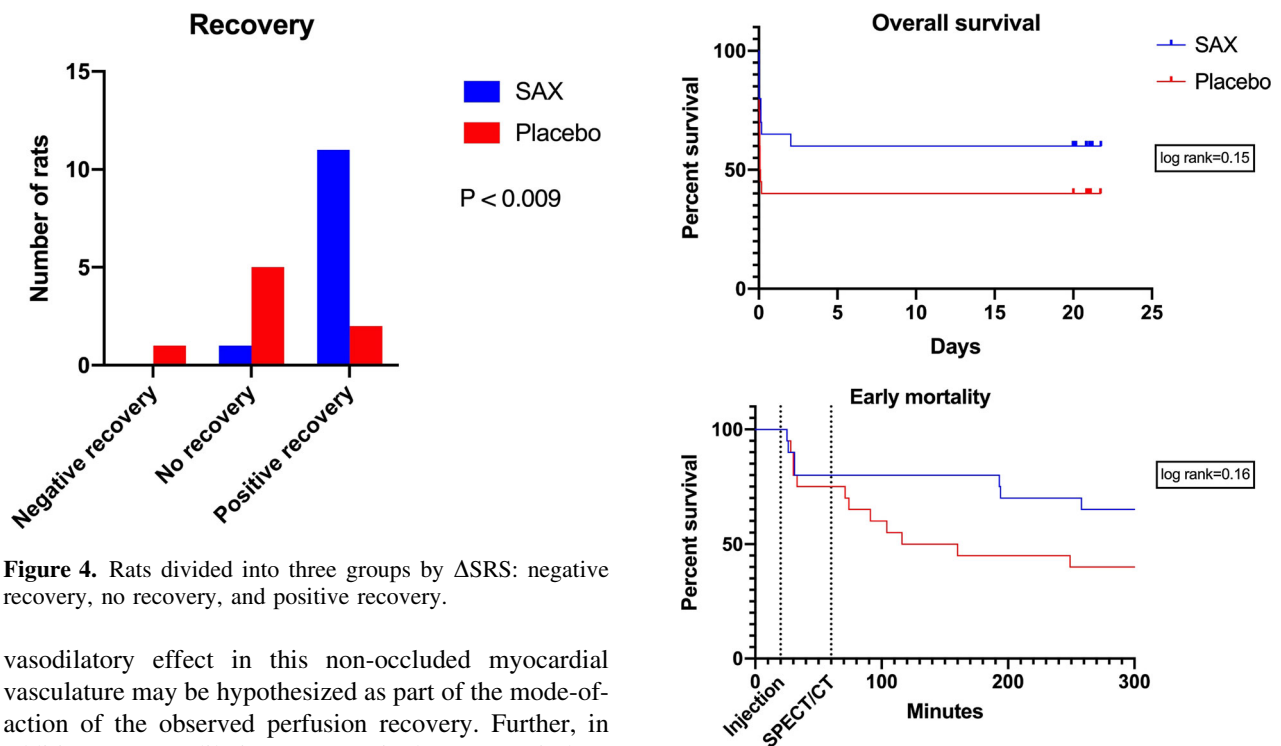 Recovery
15
10
5
0
Number of rats
Negative recovery
No recovery
Positive recovery
SAX
Placebo
P < 0.009
Figure 4. Rats divided into three groups by ΔSRS: negative
recovery, no recovery, and positive recovery.
vasodilatory effect in this non-occluded myocardial
vasculature may be hypothesized as part of the mode-of-
action of the observed perfusion recovery. Further, in
Overall survival
100
50
0
Percent survival
0 5 10 15 20 25
Days
SAX
Placebo
log rank=0.15
Early mortality
100
50
0
Percent survival
0 100 200 300
Injection
SPECT/CT
Minutes
log rank=0.16